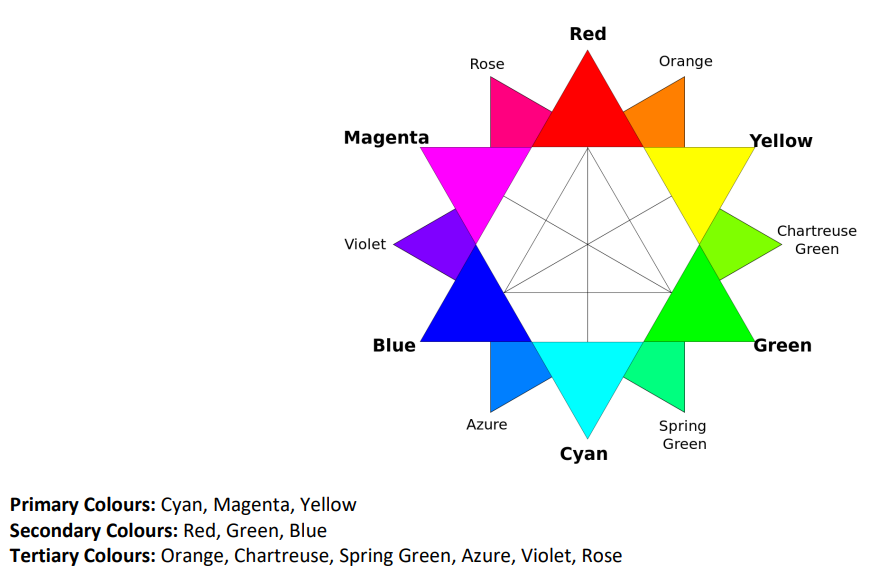 Red
Rose
Orange
Magenta
Yellow
Violet
Chartreuse
Green
Blue
Green
Azure
Spring
Green
Cyan
Primary Colours: Cyan, Magenta, Yellow
Secondary Colours: Red, Green, Blue
Tertiary Colours: Orange, Chartreuse, Spring Green, Azure, Violet, Rose